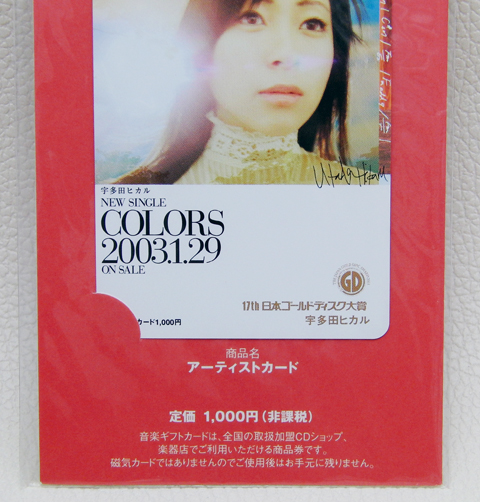 Utada Hikaru
宇多田ヒカル
NEW SINGLE
COLORS
2003.1.29
ON SALE
GD
17th 日本ゴールドディスク大賞
宇多田ヒカル
カード1,000円
商品名
アーティストカード
定価 1,000円(非課税)
音楽ギフトカードは、全国の取扱加盟CDショップ、
楽器店でご利用いただける商品券です。
磁気カードではありませんのでご使用後はお手元に残りません。